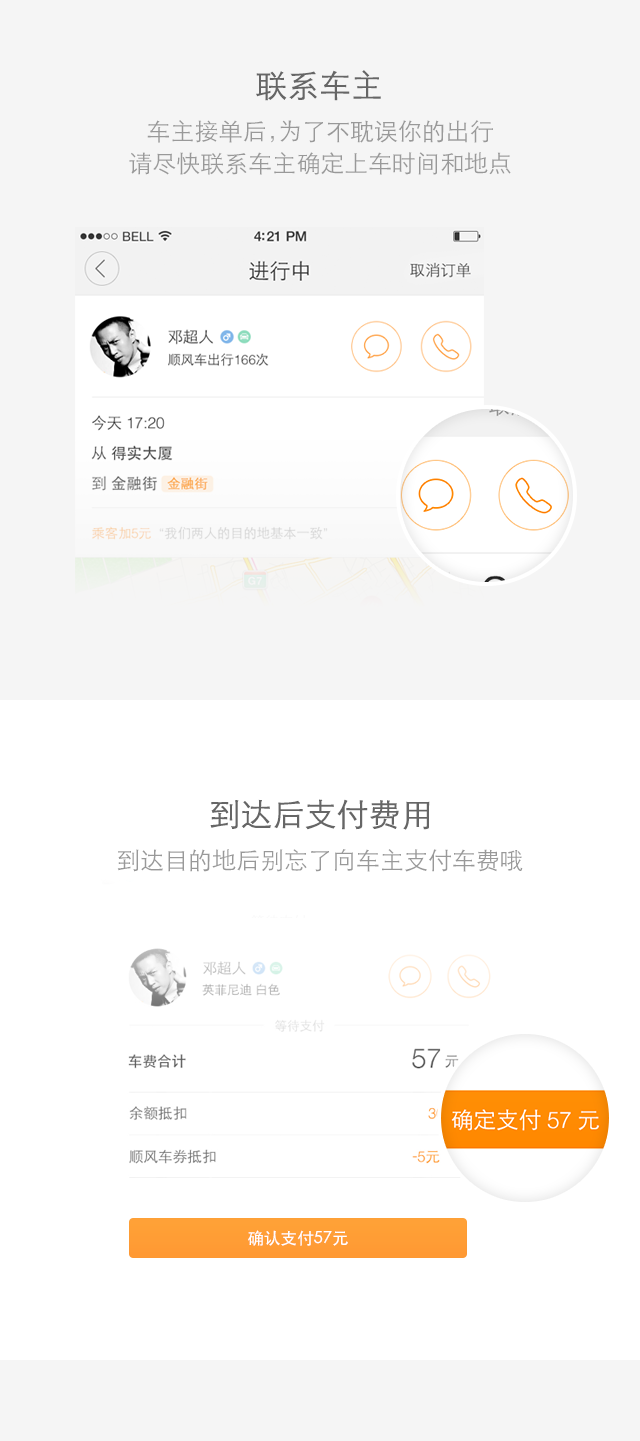 联系车主
车主接单后,为了不耽误你的出行
请尽快联系车主确定上车时间和地点
BELL 4:21 PM
进行中 取消订单
邓超人
顺风车出行166次
今天 17:20
从 得实大厦
到 金融街 金融街
乘客加5元 “我们两人的目的地基本一致”
G7
到达后支付费用
到达目的地后别忘了向车主支付车费哦
邓超人
英菲尼迪 白色
等待支付
车费合计 57 元
余额抵扣 3
顺风车券抵扣 -5元
确定支付 57 元
确认支付57元